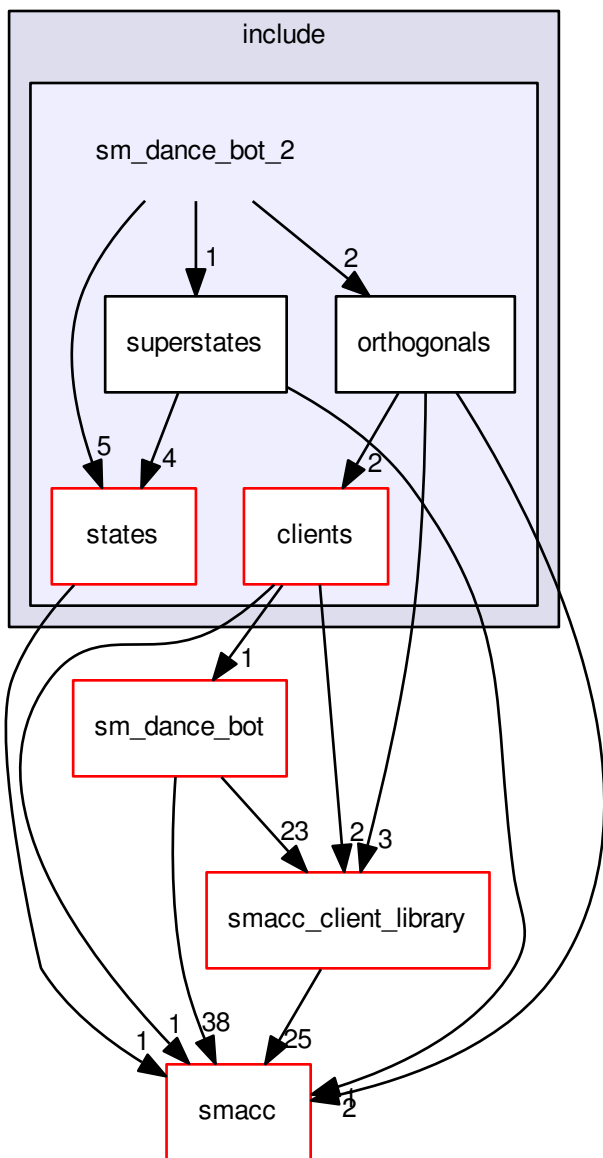 include
sm_dance_bot_2
1
2
superstates
orthogonals
5
4
2
states
clients
1
sm_dance_bot
23
2
3
smacc_client_library
1
1
38
25
1
2
smacc